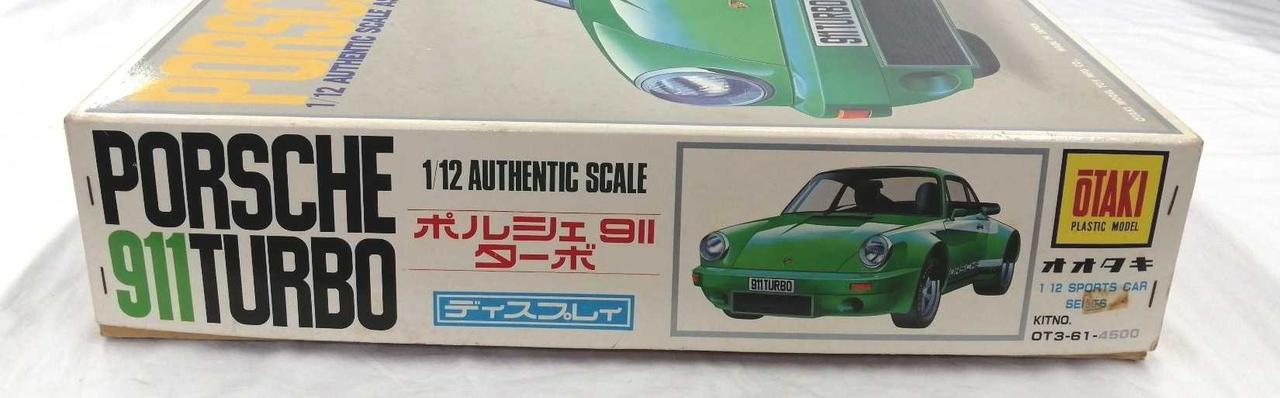 PORSCHE
1/12 AUTHENTIC SCALE
911TURBO
PORSCHE
911TURBO
1/12 AUTHENTIC SCALE
ポルシェ 911
ターボ
ディスプレイ
911TURBO
PORSCHE
ŌTAKI
PLASTIC MODEL
オオタキ
1/12 SPORTS CAR
KITNO.
OT3-61-4500